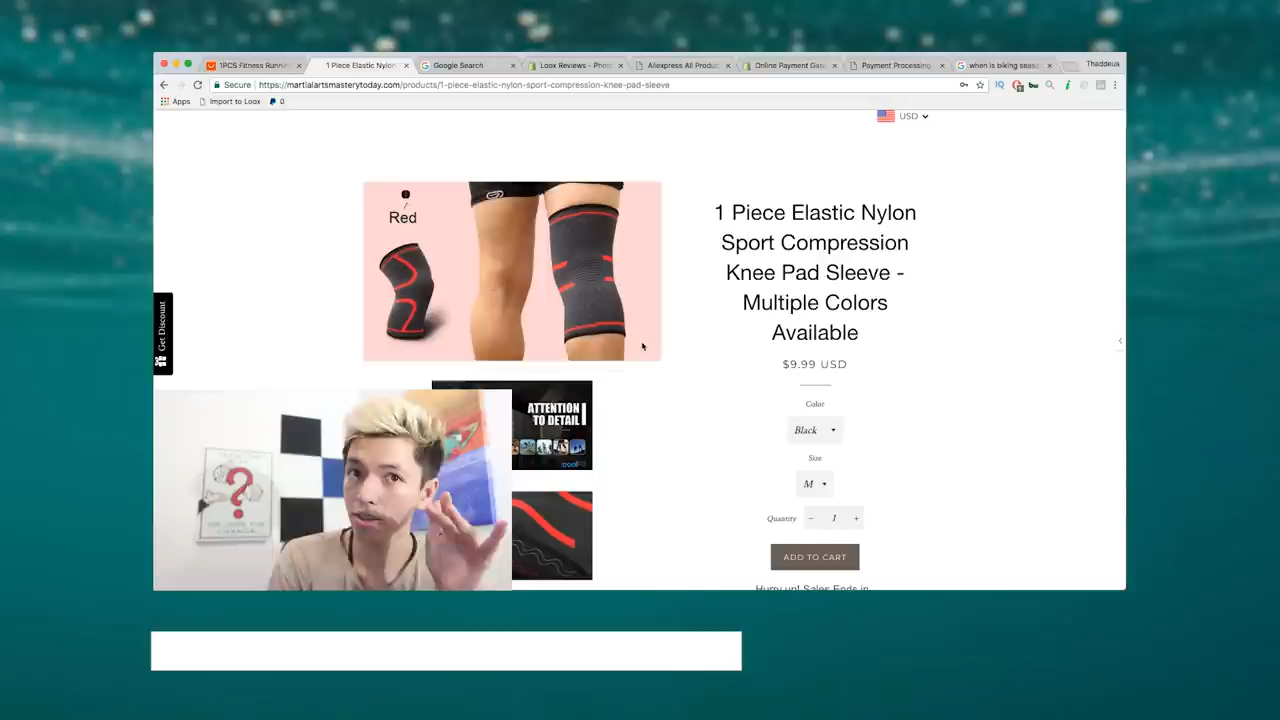 1PCS Fitness Runni
1 Piece Elastic Nylon
Google Search
Loox Reviews - Phot
Aliexpress All Produc
Online Payment Gat
Payment Processing
when is biking seaso
Thaddeus
Secure
https://martialartsmasterytoday.com/products/1-piece-elastic-nylon-sport-compression-knee-pad-sleeve
Apps
Import to Loox
0
USD
Red
1 Piece Elastic Nylon
Sport Compression
Knee Pad Sleeve -
Multiple Colors
Available
$9.99 USD
Color
Black
Size
M
Quantity
−
1
+
ADD TO CART
Hurry up! Sales Ends in
Get Discount
ATTENTION
TO DETAIL